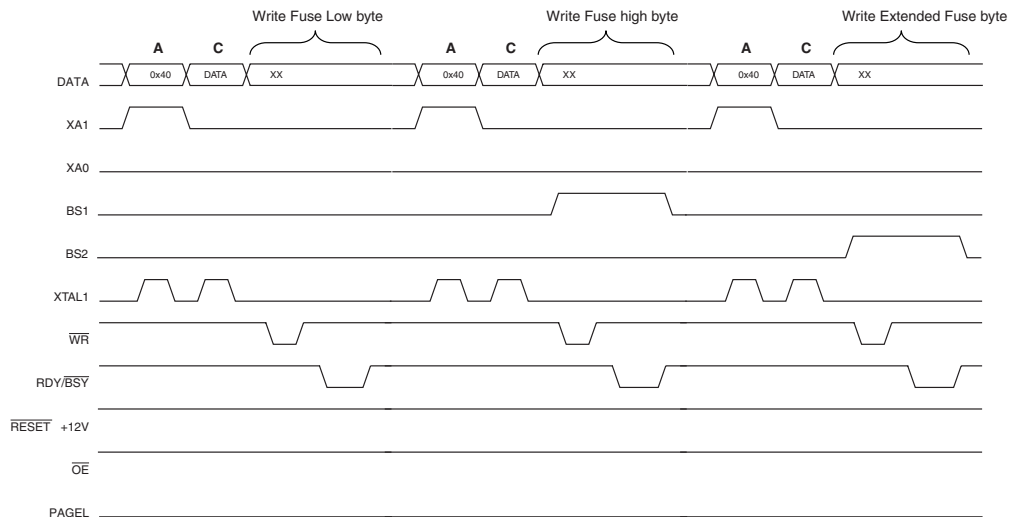 Write Fuse Low byte Write Fuse high byte Write Extended Fuse byte
A C A C A C
DATA 0x40 DATA XX 0x40 DATA XX 0x40 DATA XX
XA1
XA0
BS1
BS2
XTAL1
WR
RDY/BSY
RESET +12V
OE
PAGEL